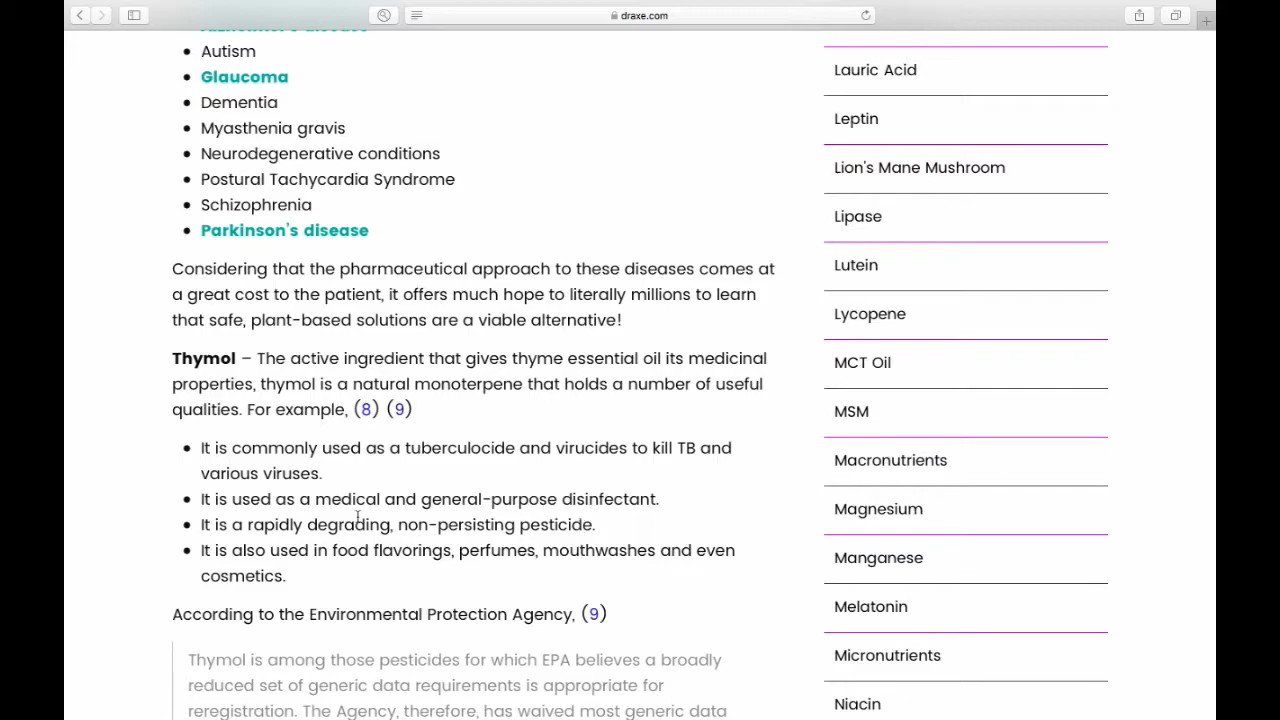 draxe.com
Alzheimer's disease
Autism
Glaucoma
Dementia
Myasthenia gravis
Neurodegenerative conditions
Postural Tachycardia Syndrome
Schizophrenia
Parkinson's disease
Considering that the pharmaceutical approach to these diseases comes at
a great cost to the patient, it offers much hope to literally millions to learn
that safe, plant-based solutions are a viable alternative!
Thymol – The active ingredient that gives thyme essential oil its medicinal
properties, thymol is a natural monoterpene that holds a number of useful
qualities. For example, (8) (9)
It is commonly used as a tuberculocide and virucides to kill TB and
various viruses.
It is used as a medical and general-purpose disinfectant.
It is a rapidly degrading, non-persisting pesticide.
It is also used in food flavorings, perfumes, mouthwashes and even
cosmetics.
According to the Environmental Protection Agency, (9)
Thymol is among those pesticides for which EPA believes a broadly
reduced set of generic data requirements is appropriate for
reregistration. The Agency, therefore, has waived most generic data
Lauric Acid
Leptin
Lion's Mane Mushroom
Lipase
Lutein
Lycopene
MCT Oil
MSM
Macronutrients
Magnesium
Manganese
Melatonin
Micronutrients
Niacin